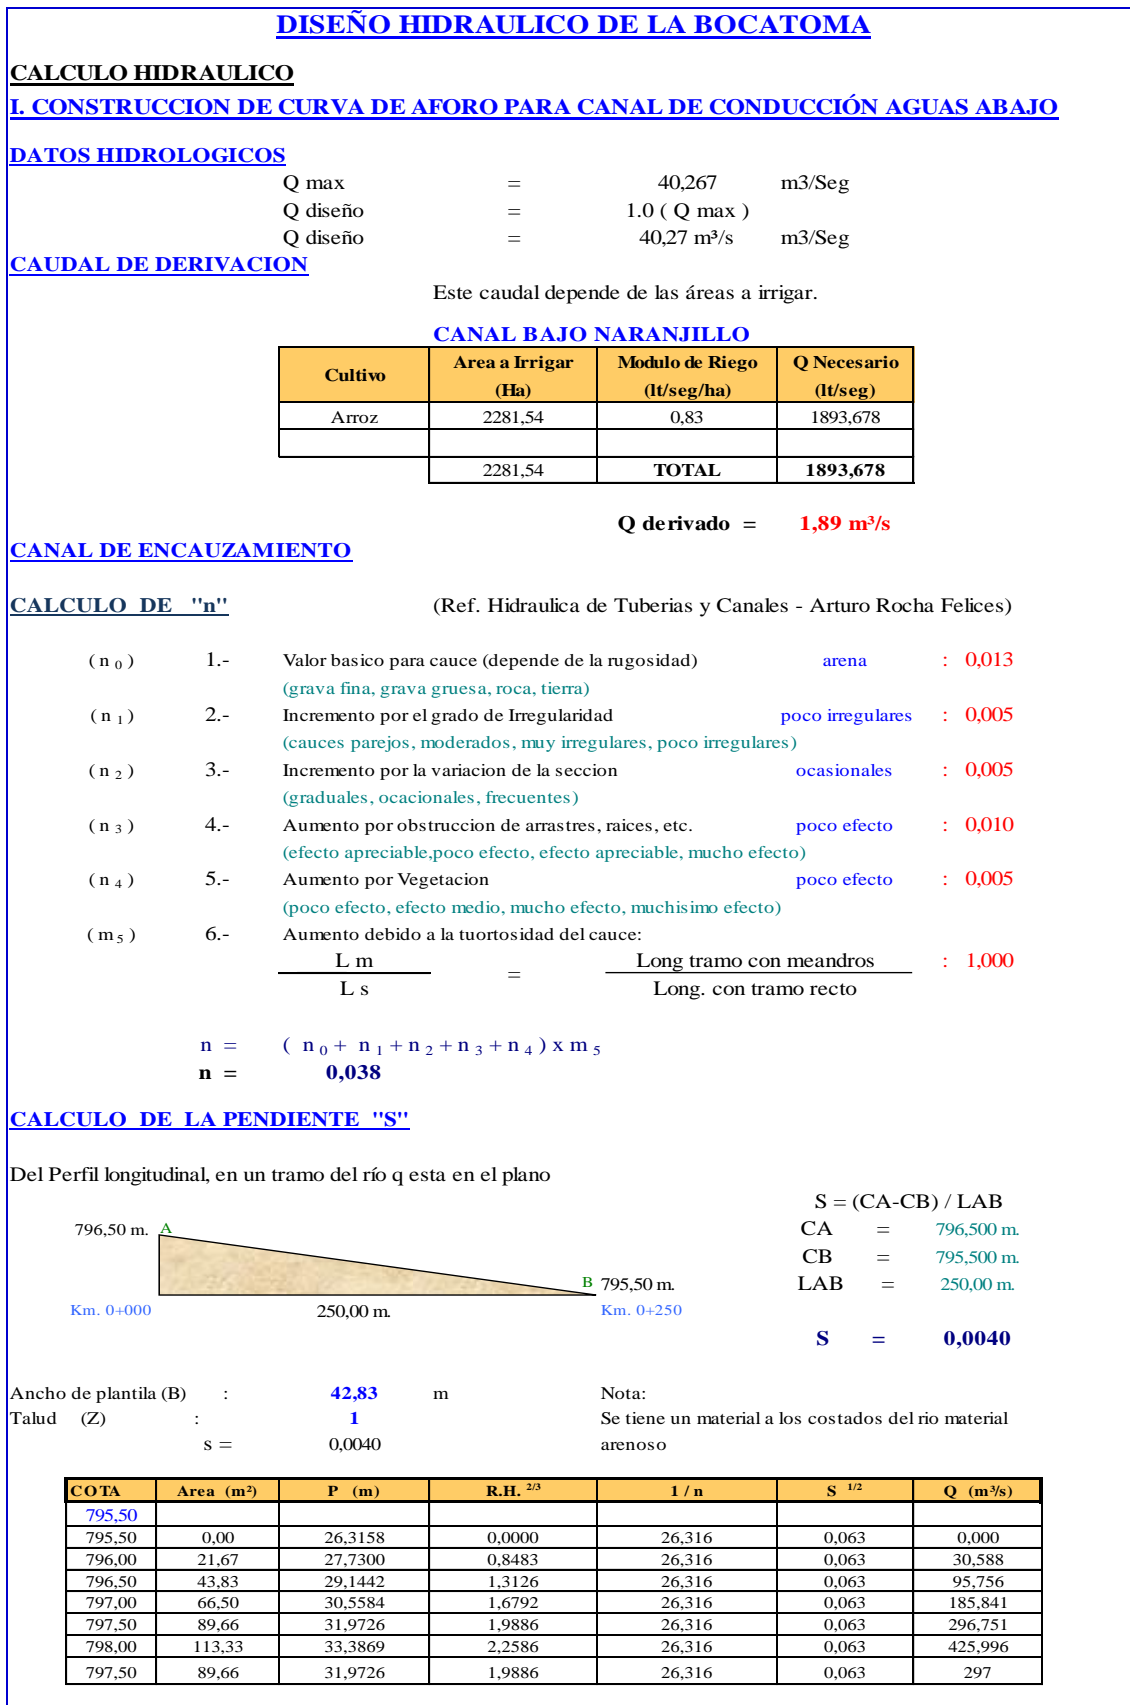 DISEÑO HIDRAULICO DE LA BOCATOMA
CALCULO HIDRAULICO
I. CONSTRUCCION DE CURVA DE AFORO PARA CANAL DE CONDUCCIÓN AGUAS ABAJO
DATOS HIDROLOGICOS
Q max = 40,267 m3/Seg
Q diseño = 1.0 ( Q max )
Q diseño = 40,27 m³/s m3/Seg
CAUDAL DE DERIVACION
Este caudal depende de las áreas a irrigar.
CANAL BAJO NARANJILLO
Cultivo Area a Irrigar (Ha) Modulo de Riego (lt/seg/ha) Q Necesario (lt/seg)
Arroz 2281,54 0,83 1893,678
2281,54 TOTAL 1893,678
Q derivado = 1,89 m³/s
CANAL DE ENCAUZAMIENTO
CALCULO DE "n" (Ref. Hidraulica de Tuberias y Canales - Arturo Rocha Felices)
( n 0 ) 1.- Valor basico para cauce (depende de la rugosidad) arena : 0,013
(grava fina, grava gruesa, roca, tierra)
( n 1 ) 2.- Incremento por el grado de Irregularidad poco irregulares : 0,005
(cauces parejos, moderados, muy irregulares, poco irregulares)
( n 2 ) 3.- Incremento por la variacion de la seccion ocasionales : 0,005
(graduales, ocacionales, frecuentes)
( n 3 ) 4.- Aumento por obstruccion de arrastres, raices, etc. poco efecto : 0,010
(efecto apreciable,poco efecto, efecto apreciable, mucho efecto)
( n 4 ) 5.- Aumento por Vegetacion poco efecto : 0,005
(poco efecto, efecto medio, mucho efecto, muchisimo efecto)
( m 5 ) 6.- Aumento debido a la tuortosidad del cauce:
L m = Long tramo con meandros : 1,000
L s Long. con tramo recto
n = ( n 0 + n 1 + n 2 + n 3 + n 4 ) x m 5
n = 0,038
CALCULO DE LA PENDIENTE "S"
Del Perfil longitudinal, en un tramo del río q esta en el plano
S = (CA-CB) / LAB
796,50 m. A CA = 796,500 m.
CB = 795,500 m.
B 795,50 m. LAB = 250,00 m.
Km. 0+000 250,00 m. Km. 0+250
S = 0,0040
Ancho de plantila (B) : 42,83 m Nota:
Talud (Z) : 1 Se tiene un material a los costados del rio material
s = 0,0040 arenoso
COTA Area (m²) P (m) R.H. 2/3 1 / n S 1/2 Q (m³/s)
795,50
795,50 0,00 26,3158 0,0000 26,316 0,063 0,000
796,00 21,67 27,7300 0,8483 26,316 0,063 30,588
796,50 43,83 29,1442 1,3126 26,316 0,063 95,756
797,00 66,50 30,5584 1,6792 26,316 0,063 185,841
797,50 89,66 31,9726 1,9886 26,316 0,063 296,751
798,00 113,33 33,3869 2,2586 26,316 0,063 425,996
797,50 89,66 31,9726 1,9886 26,316 0,063 297